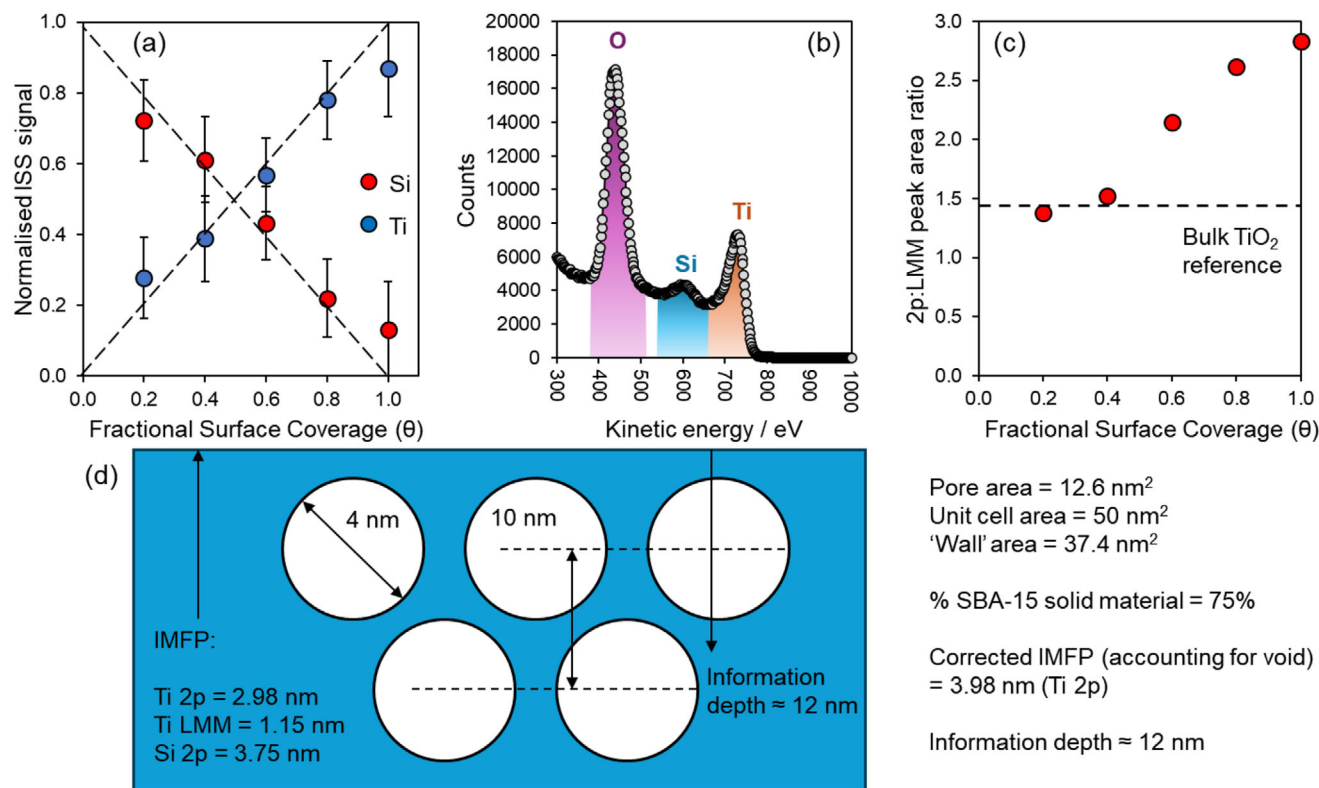 (a)
Normalised ISS signal
1.0
0.8
0.6
0.4
0.2
0.0
Si
Ti
0.0 0.2 0.4 0.6 0.8 1.0
Fractional Surface Coverage (θ)
(b)
Counts
20000
18000
16000
14000
12000
10000
8000
6000
4000
2000
0
O
Si
Ti
300 400 500 600 700 800 900 1000
Kinetic energy / eV
(c)
2p:LMM peak area ratio
3.0
2.5
2.0
1.5
1.0
0.5
0.0
Bulk TiO₂
reference
0.0 0.2 0.4 0.6 0.8 1.0
Fractional Surface Coverage (θ)
(d)
4 nm
10 nm
IMFP:
Ti 2p = 2.98 nm
Ti LMM = 1.15 nm
Si 2p = 3.75 nm
Information
depth ≈ 12 nm
Pore area = 12.6 nm²
Unit cell area = 50 nm²
‘Wall’ area = 37.4 nm²
% SBA-15 solid material = 75%
Corrected IMFP (accounting for void)
= 3.98 nm (Ti 2p)
Information depth ≈ 12 nm